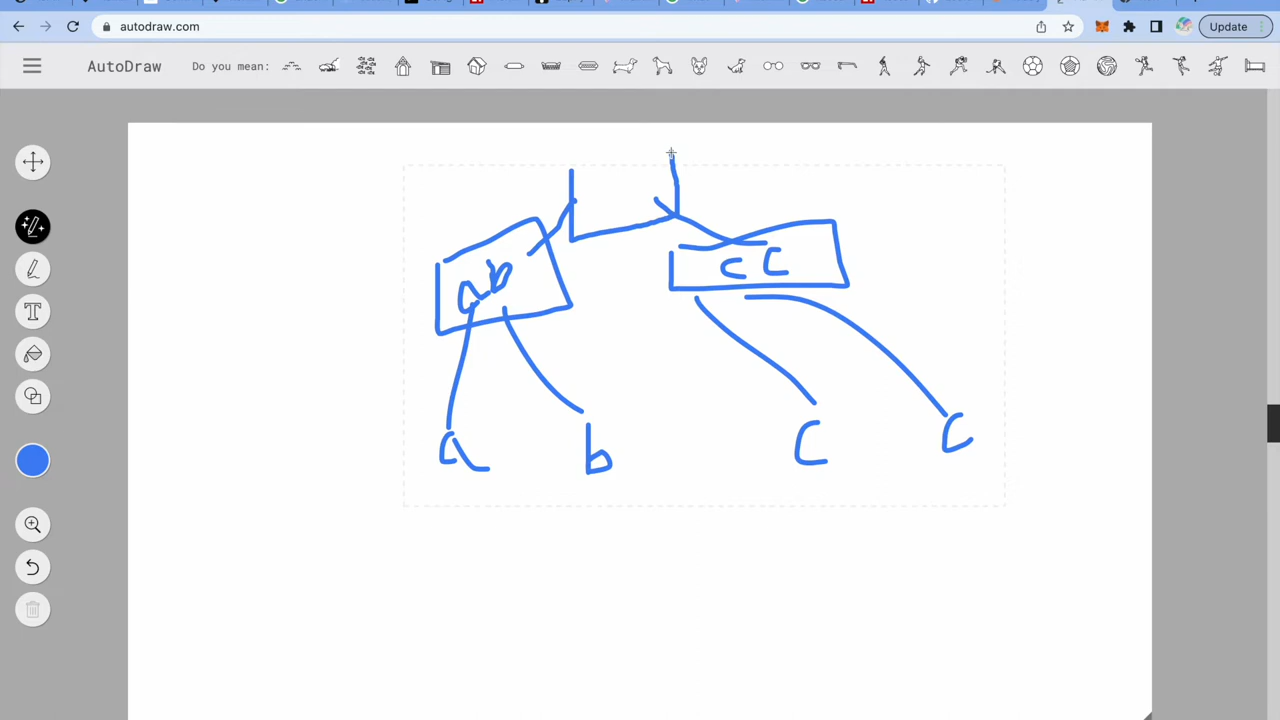 autodraw.com
Update
AutoDraw Do you mean:
ab
cc
a b c c